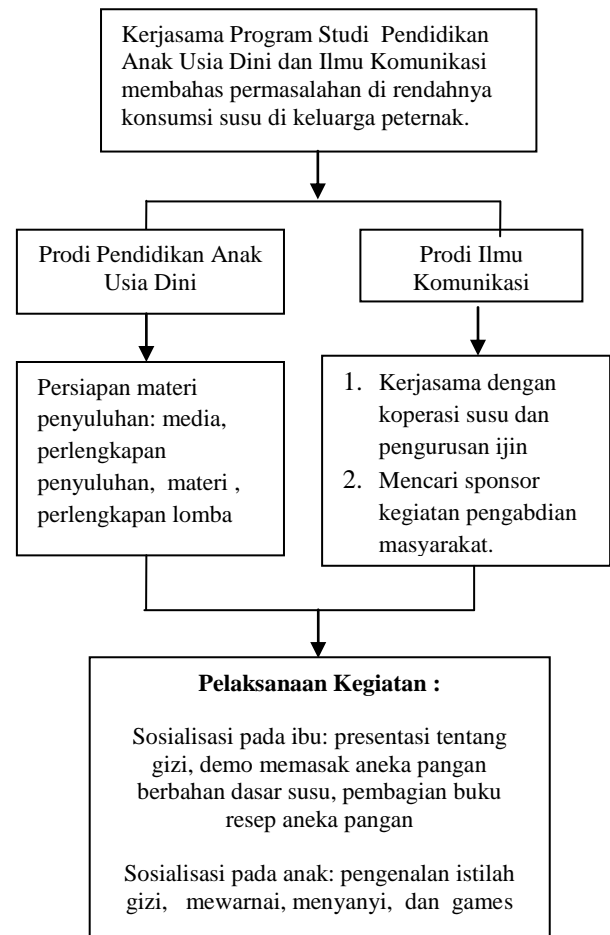 Kerjasama Program Studi Pendidikan
Anak Usia Dini dan Ilmu Komunikasi
membahas permasalahan di rendahnya
konsumsi susu di keluarga peternak.
Prodi Pendidikan Anak
Usia Dini
Prodi Ilmu
Komunikasi
Persiapan materi
penyuluhan: media,
perlengkapan
penyuluhan, materi ,
perlengkapan lomba
1. Kerjasama dengan
koperasi susu dan
pengurusan ijin
2. Mencari sponsor
kegiatan pengabdian
masyarakat.
Pelaksanaan Kegiatan :
Sosialisasi pada ibu: presentasi tentang
gizi, demo memasak aneka pangan
berbahan dasar susu, pembagian buku
resep aneka pangan
Sosialisasi pada anak: pengenalan istilah
gizi, mewarnai, menyanyi, dan games